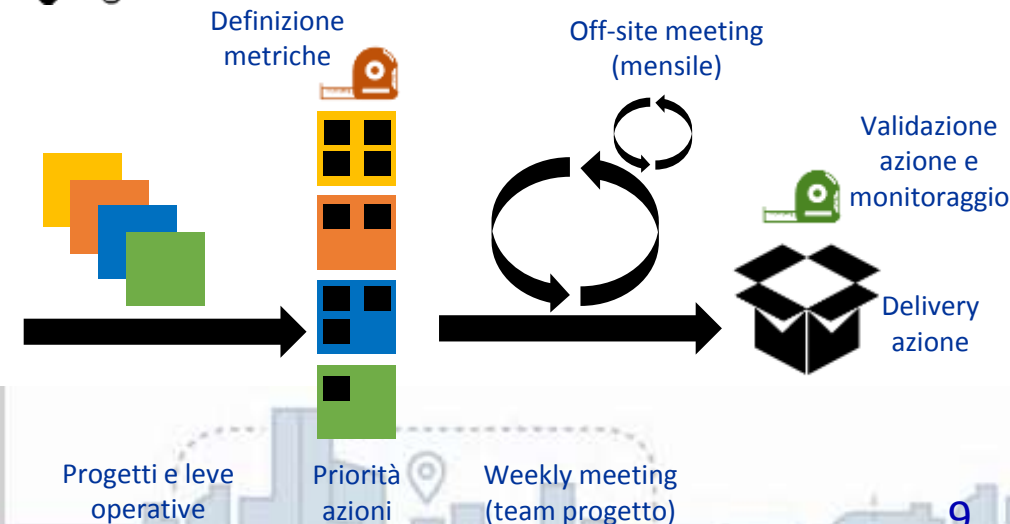 Definizione
metriche
Off-site meeting
(mensile)
Validazione
azione e
monitoraggio
Delivery
azione
Progetti e leve
operative
Priorità
azioni
Weekly meeting
(team progetto)
9